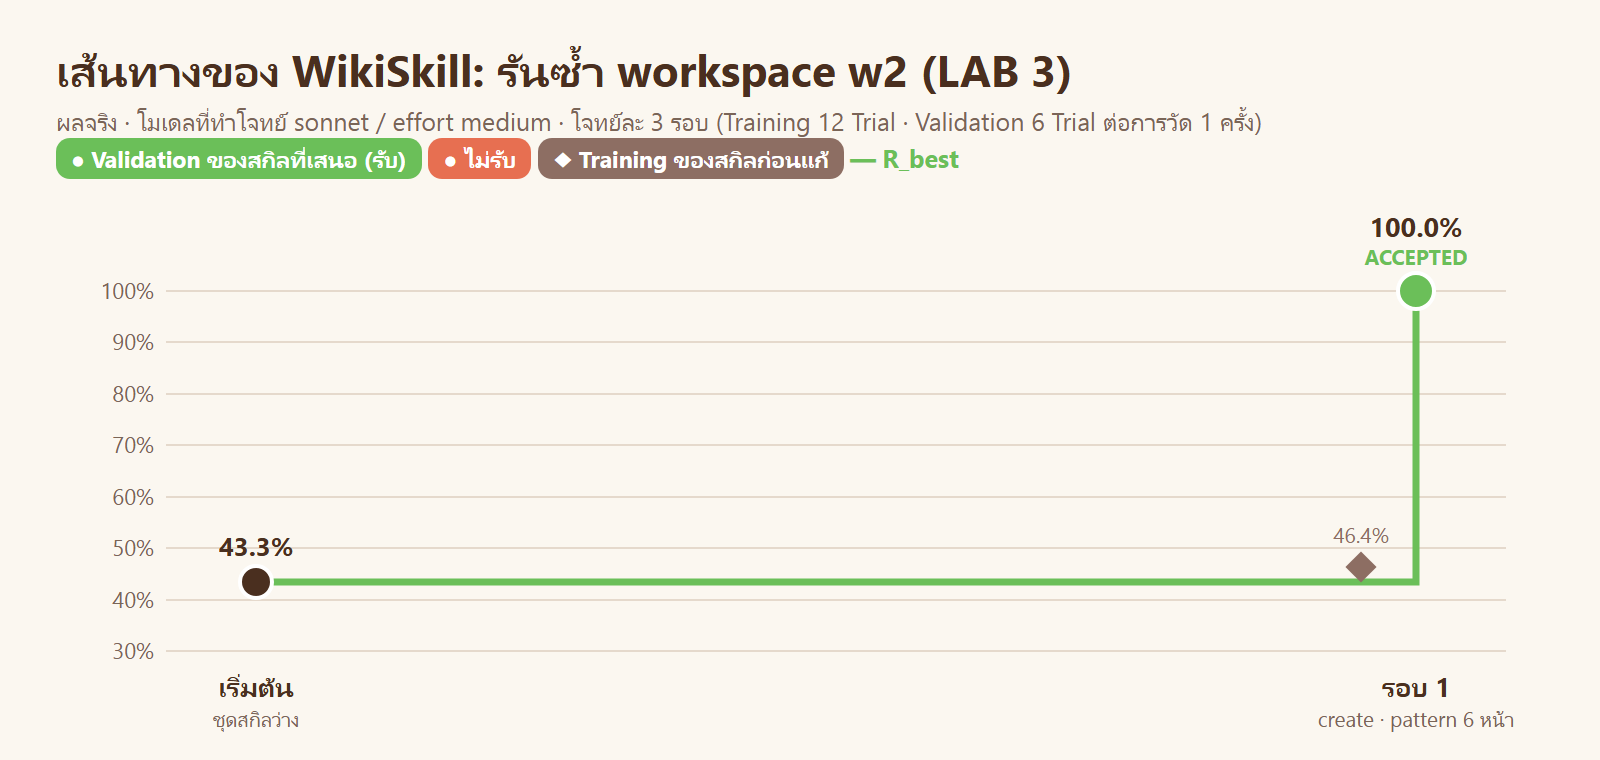 เส้นทางของ WikiSkill: รันซ้ำ workspace w2 (LAB 3)
ผลจริง · โมเดลที่ทำโจทย์ sonnet / effort medium · โจทย์ละ 3 รอบ (Training 12 Trial · Validation 6 Trial ต่อการวัด 1 ครั้ง)
● Validation ของสกิลที่เสนอ (รับ) ● ไม่รับ ◆ Training ของสกิลก่อนแก้ — R_best
100.0%
ACCEPTED
100%
90%
80%
70%
60%
46.4%
50%
43.3%
40%
30%
เริ่มต้น
ชุดสกิลว่าง
รอบ 1
create · pattern 6 หน้า